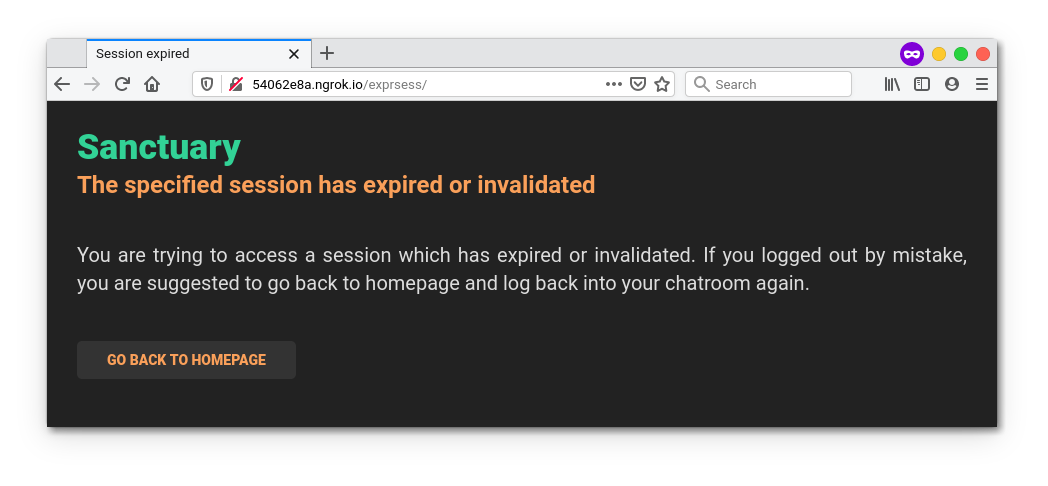 Session expired
54062e8a.ngrok.io/exprsess/
Search
Sanctuary
The specified session has expired or invalidated
You are trying to access a session which has expired or invalidated. If you logged out by mistake,
you are suggested to go back to homepage and log back into your chatroom again.
GO BACK TO HOMEPAGE